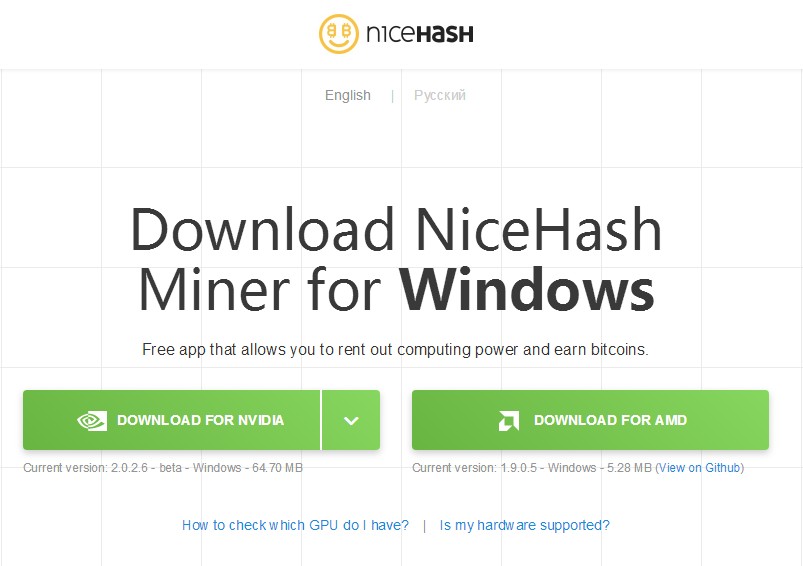 nıceHasH
English | Русский
Download NiceHash
Miner for Windows
Free app that allows you to rent out computing power and earn bitcoins.
DOWNLOAD FOR NVIDIA
DOWNLOAD FOR AMD
Current version: 2.0.2.6 - beta - Windows - 64.70 MB
Current version: 1.9.0.5 - Windows - 5.28 MB (View on Github)
How to check which GPU do I have? | Is my hardware supported?